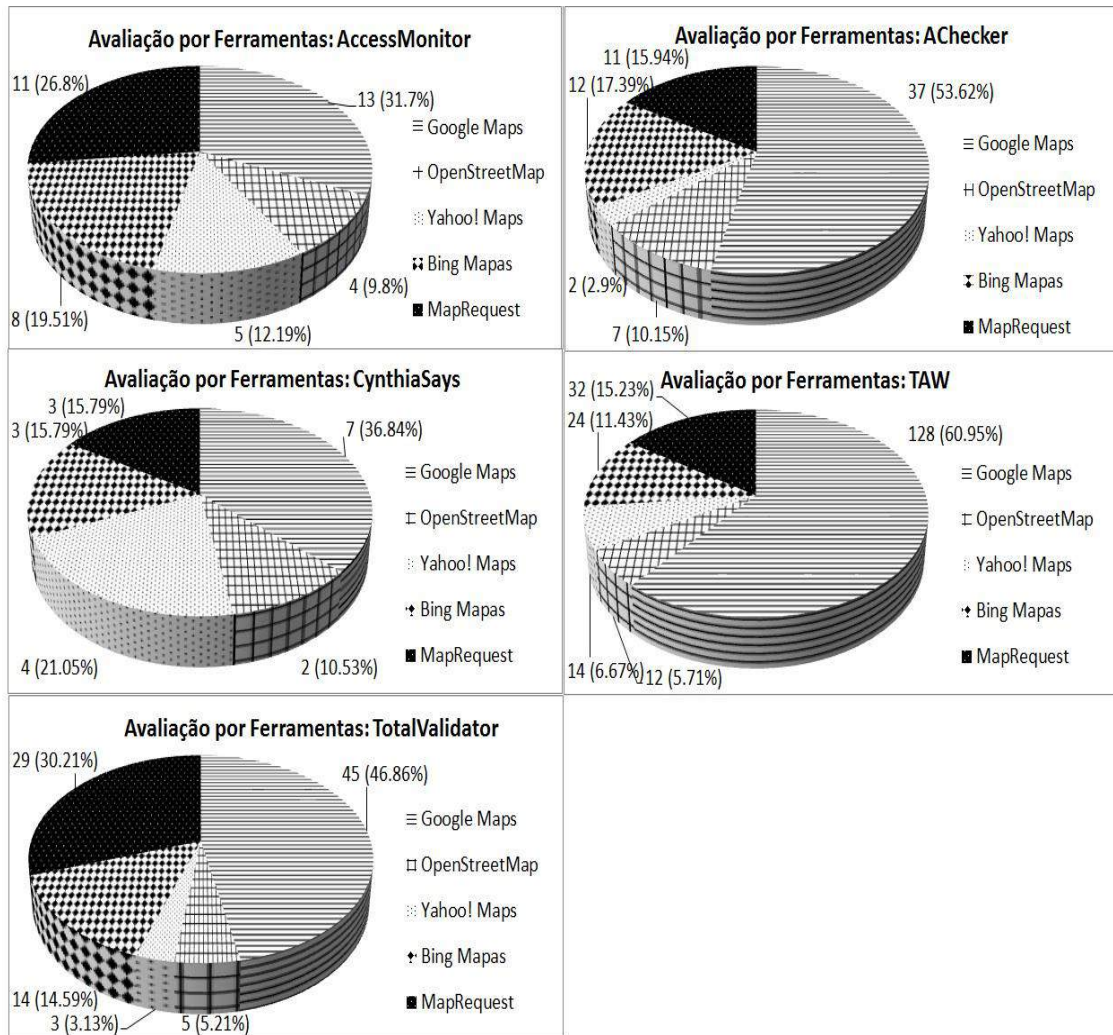 Avaliação por Ferramentas: AccessMonitor
11 (26.8%)
13 (31.7%)
Google Maps
OpenStreetMap
Yahoo! Maps
Bing Mapas
MapRequest
4 (9.8%)
8 (19.51%)
5 (12.19%)
Avaliação por Ferramentas: AChecker
11 (15.94%)
12 (17.39%)
37 (53.62%)
Google Maps
OpenStreetMap
Yahoo! Maps
Bing Mapas
MapRequest
2 (2.9%)
7 (10.15%)
Avaliação por Ferramentas: CynthiaSays
3 (15.79%)
3 (15.79%)
7 (36.84%)
Google Maps
OpenStreetMap
Yahoo! Maps
Bing Mapas
MapRequest
4 (21.05%)
2 (10.53%)
Avaliação por Ferramentas: TAW
32 (15.23%)
24 (11.43%)
128 (60.95%)
Google Maps
OpenStreetMap
Yahoo! Maps
Bing Mapas
MapRequest
14 (6.67%)
12 (5.71%)
Avaliação por Ferramentas: TotalValidator
29 (30.21%)
45 (46.86%)
Google Maps
OpenStreetMap
Yahoo! Maps
Bing Mapas
MapRequest
14 (14.59%)
3 (3.13%)
5 (5.21%)